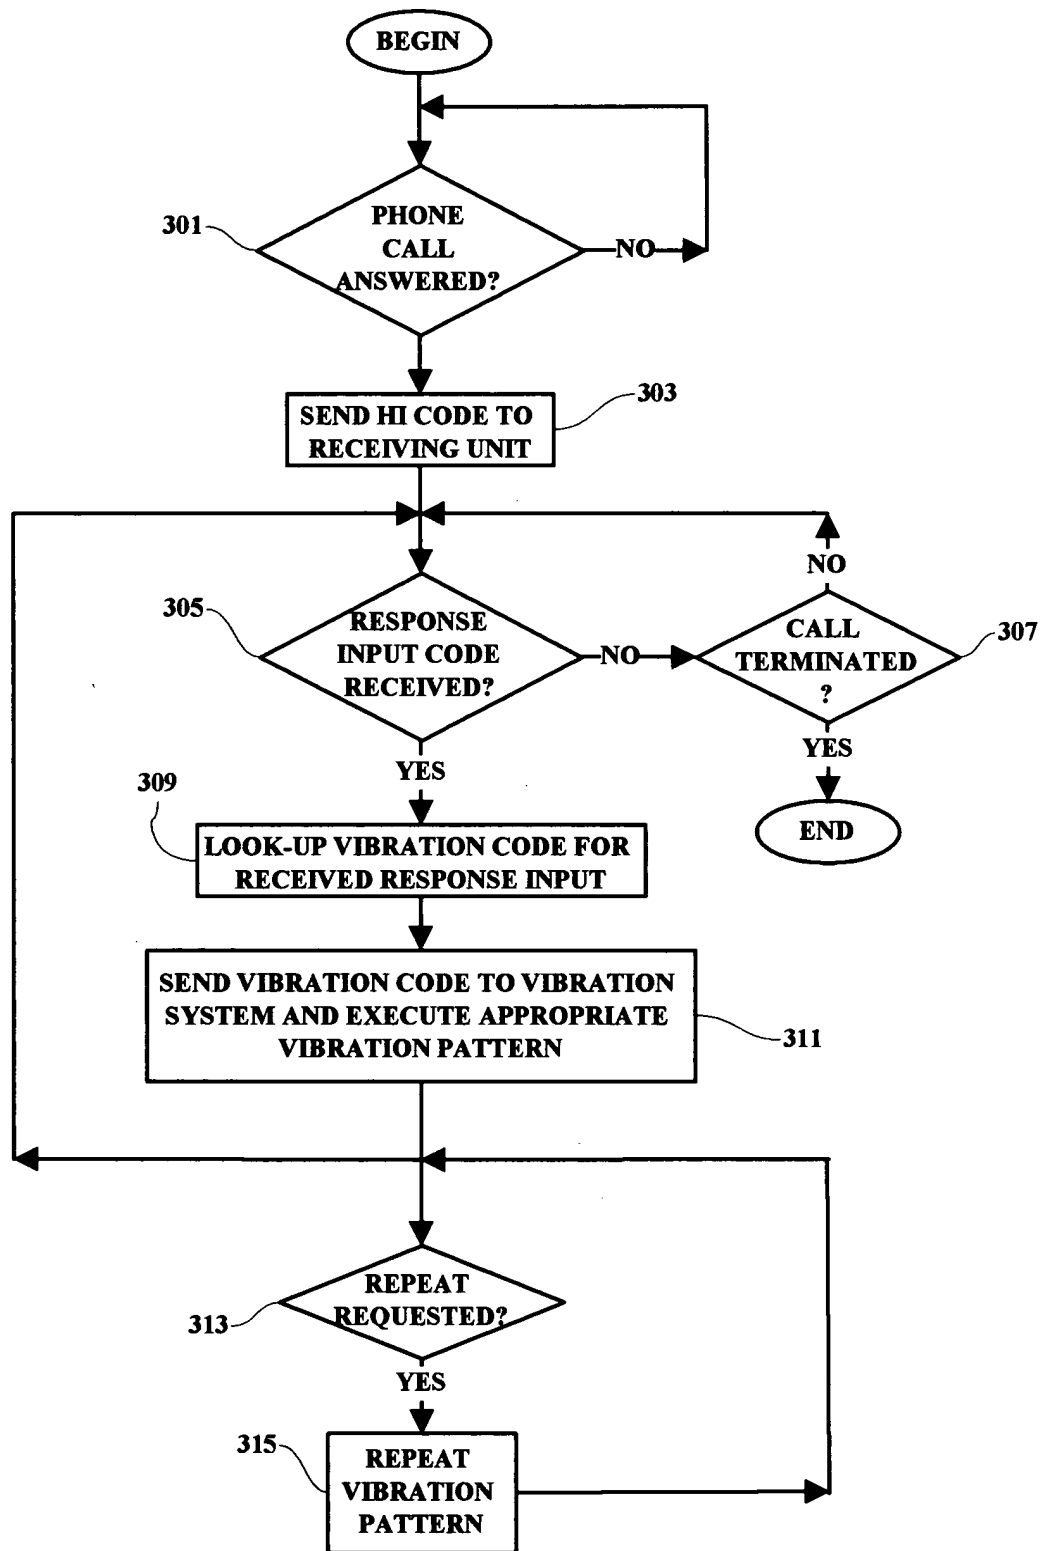 BEGIN
301
PHONE
CALL
ANSWERED?
NO
303
SEND HI CODE TO
RECEIVING UNIT
305
RESPONSE
INPUT CODE
RECEIVED?
NO
NO
CALL
TERMINATED
?
307
YES
YES
END
309
LOOK-UP VIBRATION CODE FOR
RECEIVED RESPONSE INPUT
SEND VIBRATION CODE TO VIBRATION
SYSTEM AND EXECUTE APPROPRIATE
VIBRATION PATTERN
311
REPEAT
REQUESTED?
313
YES
315
REPEAT
VIBRATION
PATTERN